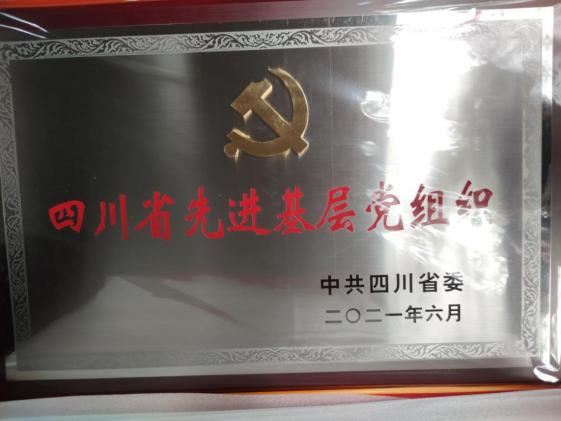 四川省先进基层党组织
中共四川省委
二〇二一年六月